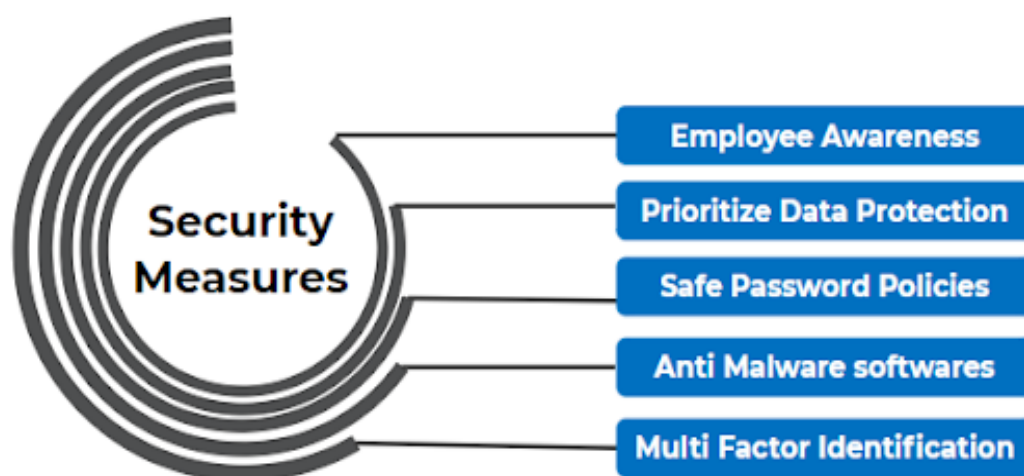 Security
Measures
Employee Awareness
Prioritize Data Protection
Safe Password Policies
Anti Malware softwares
Multi Factor Identification